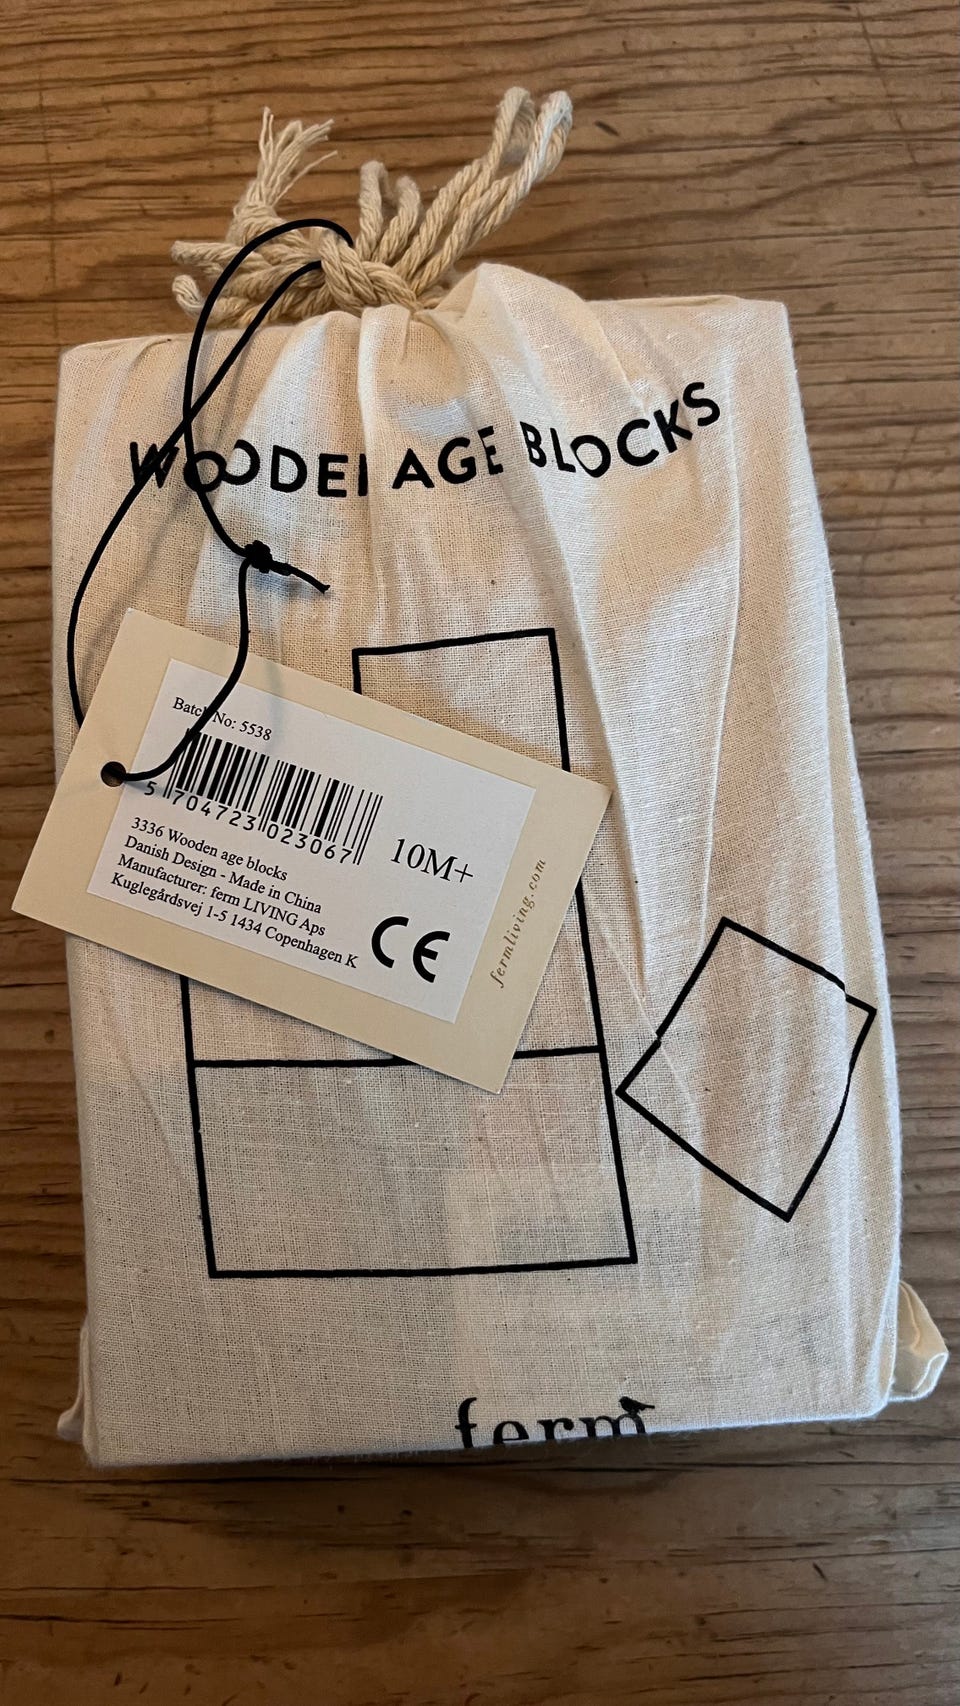 WOODEN AGE BLOCKS
Batch No: 5538
5 704723 023067
10M+
3336 Wooden age blocks
Danish Design - Made in China
Manufacturer: ferm LIVING Aps
Kuglegårdsvej 1-5 1434 Copenhagen K
CE
fermliving.com
ferm